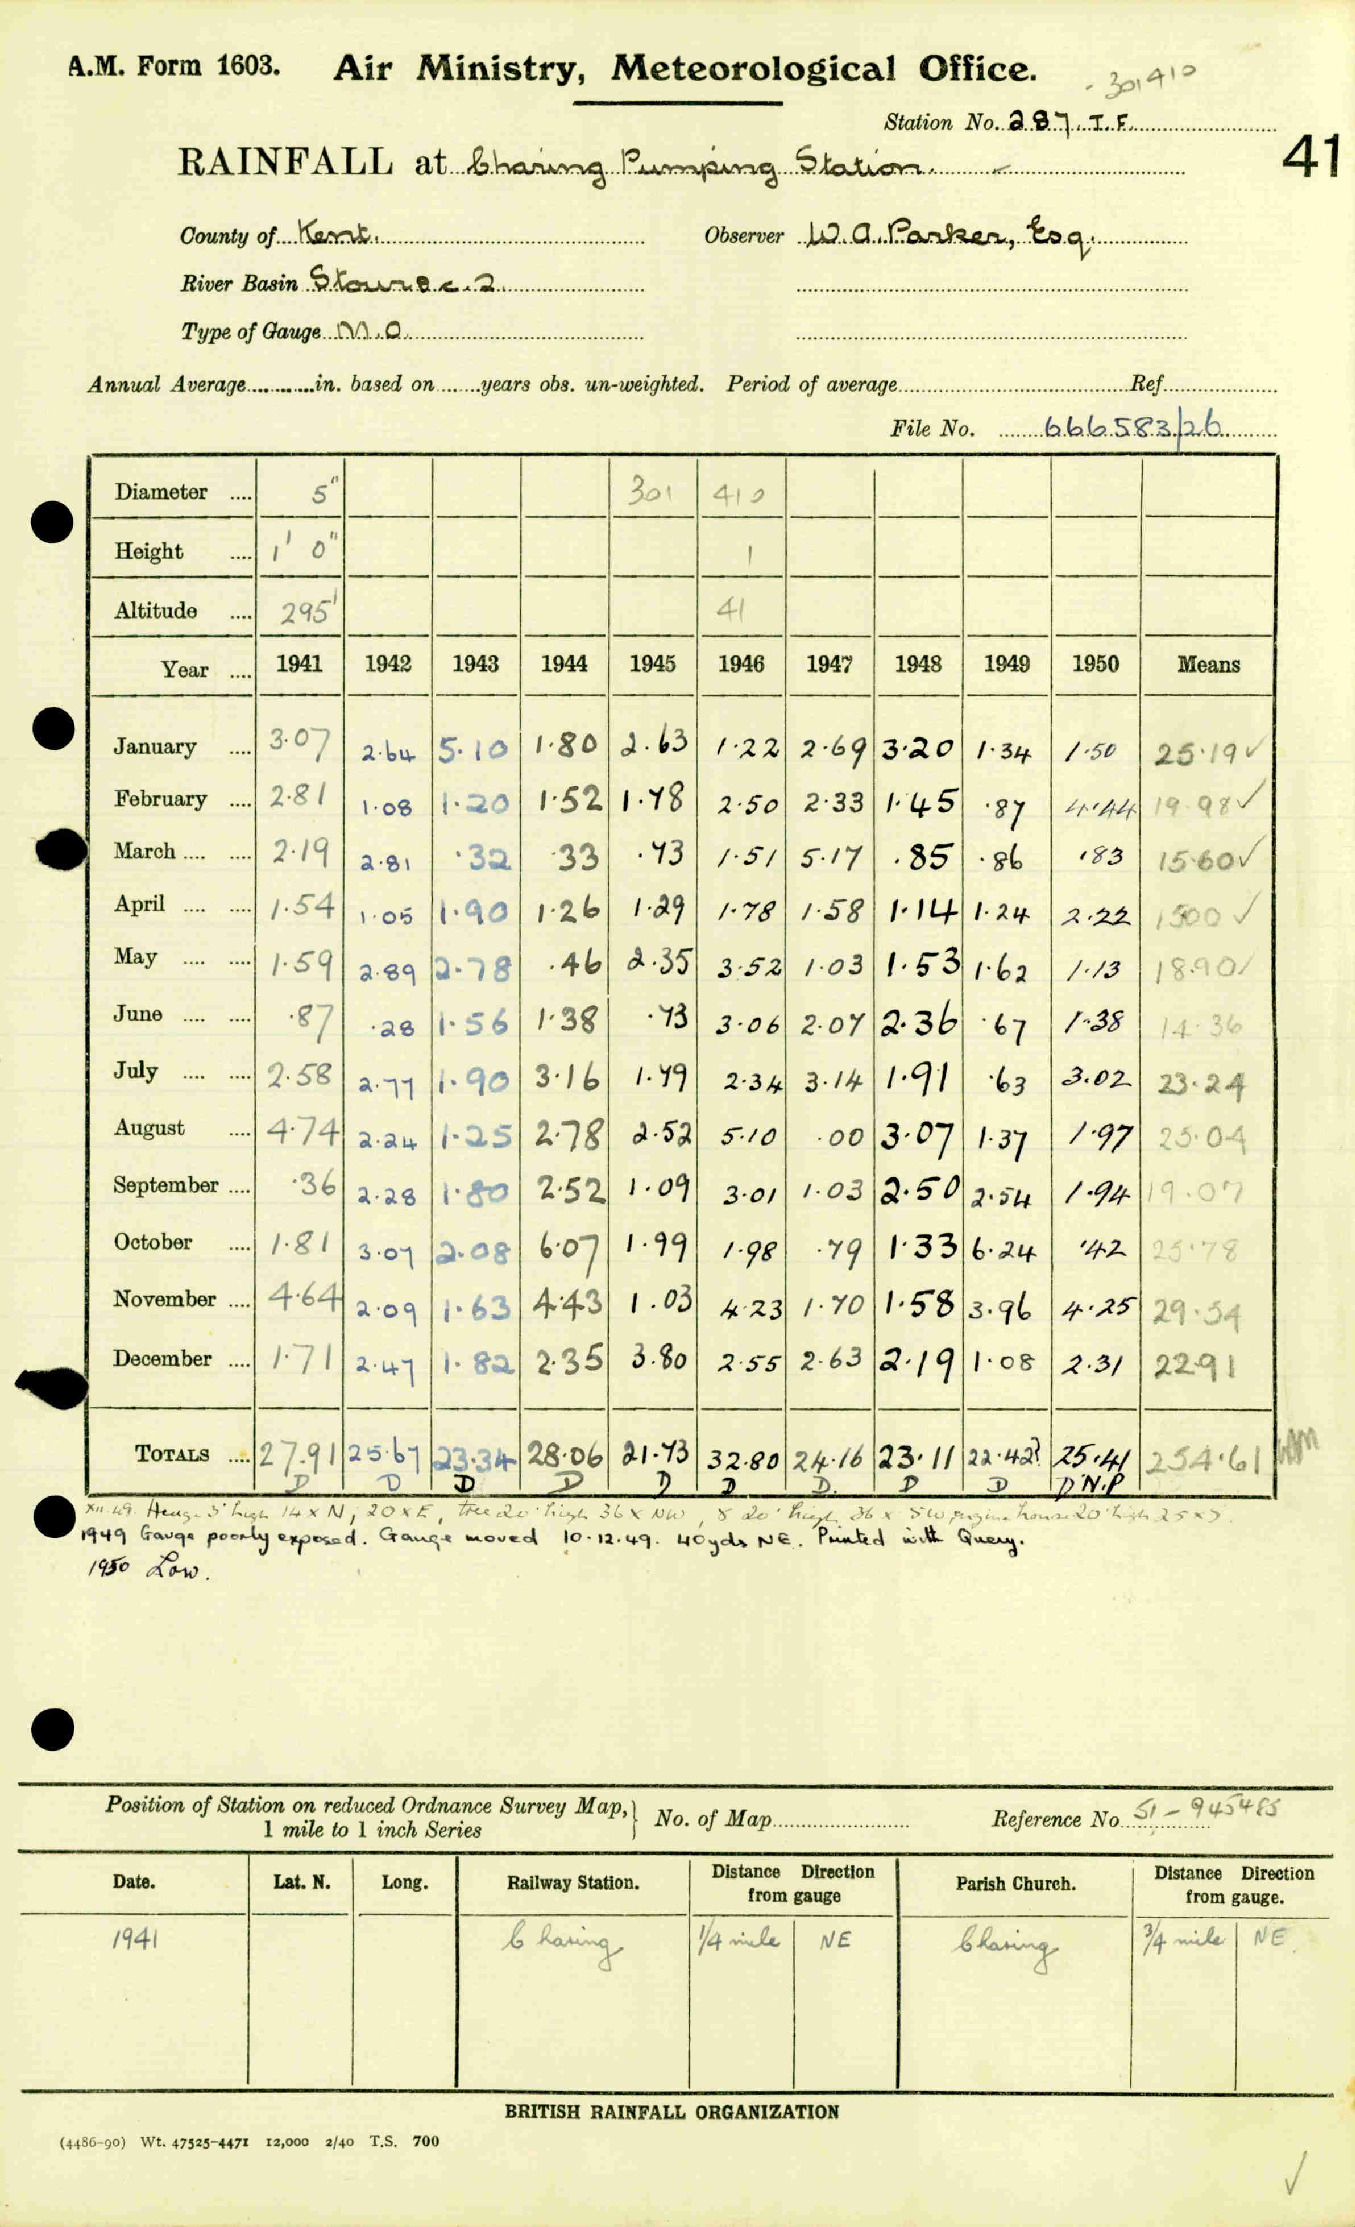 A.M. Form 1603. Air Ministry, Meteorological Office.
301410
Station No. 287. I. F.
41
RAINFALL at Charing Pumping Station.
County of Kent. Observer W. A. Parker, Esq.
River Basin Stour & c. 2.
Type of Gauge M.O.
Annual Average in. based on years obs. un-weighted. Period of average Ref.
File No. 666583/26
Diameter 5" 301 410
Height 1' 0" 1
Altitude 295' 41
Year 1941 1942 1943 1944 1945 1946 1947 1948 1949 1950 Means
January 3.07 2.64 5.10 1.80 2.63 1.22 2.69 3.20 1.34 1.50 25.19 ✓
February 2.81 1.08 1.20 1.52 1.78 2.50 2.33 1.45 .87 4.44 19.98 ✓
March 2.19 2.81 .32 .33 .73 1.51 5.17 .85 .86 .83 15.60 ✓
April 1.54 1.05 1.90 1.26 1.29 1.78 1.58 1.14 1.24 2.22 1500 ✓
May 1.59 2.89 2.78 .46 2.35 3.52 1.03 1.53 1.62 1.13 18.90 /
June .87 .28 1.56 1.38 .73 3.06 2.07 2.36 .67 1.38 14.36
July 2.58 2.77 1.90 3.16 1.79 2.34 3.14 1.91 .63 3.02 23.24
August 4.74 2.24 1.25 2.78 2.52 5.10 .00 3.07 1.37 1.97 25.04
September .36 2.28 1.80 2.52 1.09 3.01 1.03 2.50 2.54 1.94 19.07
October 1.81 3.07 2.08 6.07 1.99 1.98 .79 1.33 6.24 .42 25.78
November 4.64 2.09 1.63 4.43 1.03 4.23 1.70 1.58 3.96 4.25 29.54
December 1.71 2.47 1.82 2.35 3.80 2.55 2.63 2.19 1.08 2.31 22.91
TOTALS 27.91 25.67 23.34 28.06 21.73 32.80 24.16 23.11 22.42? 25.41 254.61
D D D D D D D. D D D N.P
XII.49. Hedge 5' high 14 x N, 20 x E, tree 20' high 36 x NW, & 20' high 36 x SW engine house 20' high 25 x S.
1949 Gauge poorly exposed. Gauge moved 10.12.49. 40yds NE. Printed with Query.
1950 Low.
Position of Station on reduced Ordnance Survey Map,
1 mile to 1 inch Series
No. of Map
Reference No. 51 - 945485
Date. Lat. N. Long. Railway Station. Distance Direction from gauge Parish Church. Distance Direction from gauge.
1941 Charing 1/4 mile NE Charing 3/4 mile NE.
BRITISH RAINFALL ORGANIZATION
(4486-90) Wt. 47525-4471 12,000 2/40 T.S. 700
✓